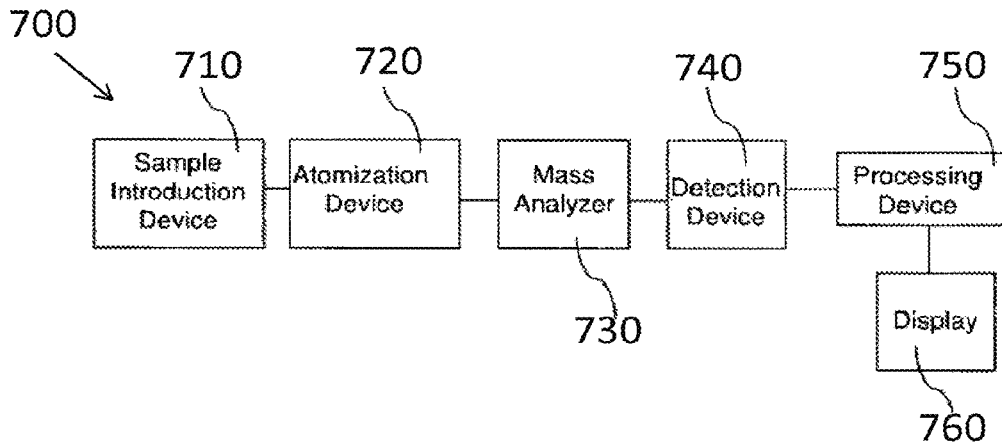 700
710
720
740
750
Sample
Introduction
Device
Atomization
Device
Mass
Analyzer
Detection
Device
Processing
Device
730
Display
760